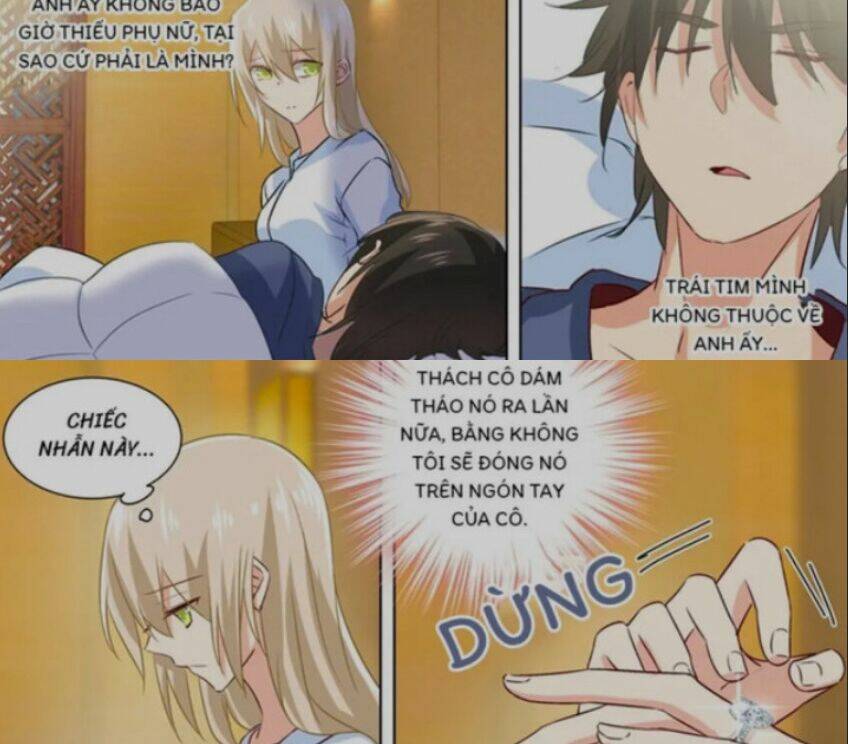 ANH ẤY KHÔNG BAO
GIỜ THIẾU PHỤ NỮ, TẠI
SAO CỨ PHẢI LÀ MÌNH?
TRÁI TIM MÌNH
KHÔNG THUỘC VỀ
ANH ẤY...
CHIẾC
NHẪN NÀY...
THÁCH CÔ DÁM
THÁO NÓ RA LẦN
NỮA, BẰNG KHÔNG
TÔI SẼ ĐÓNG NÓ
TRÊN NGÓN TAY
CỦA CÔ.
DỪNG